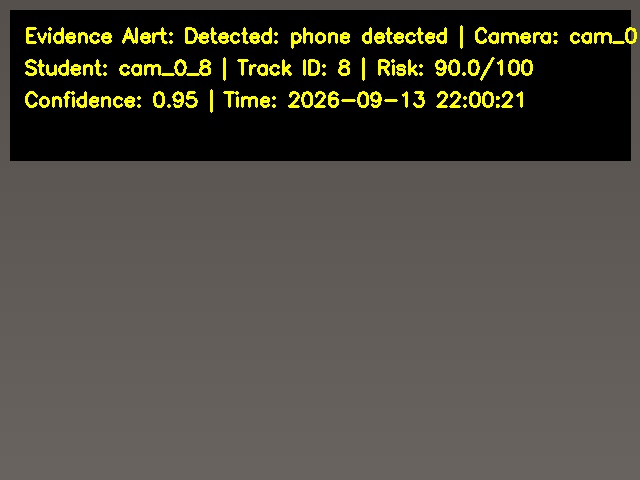 Evidence Alert: Detected: phone detected | Camera: cam_0
Student: cam_0_8 | Track ID: 8 | Risk: 90.0/100
Confidence: 0.95 | Time: 2026-09-13 22:00:21